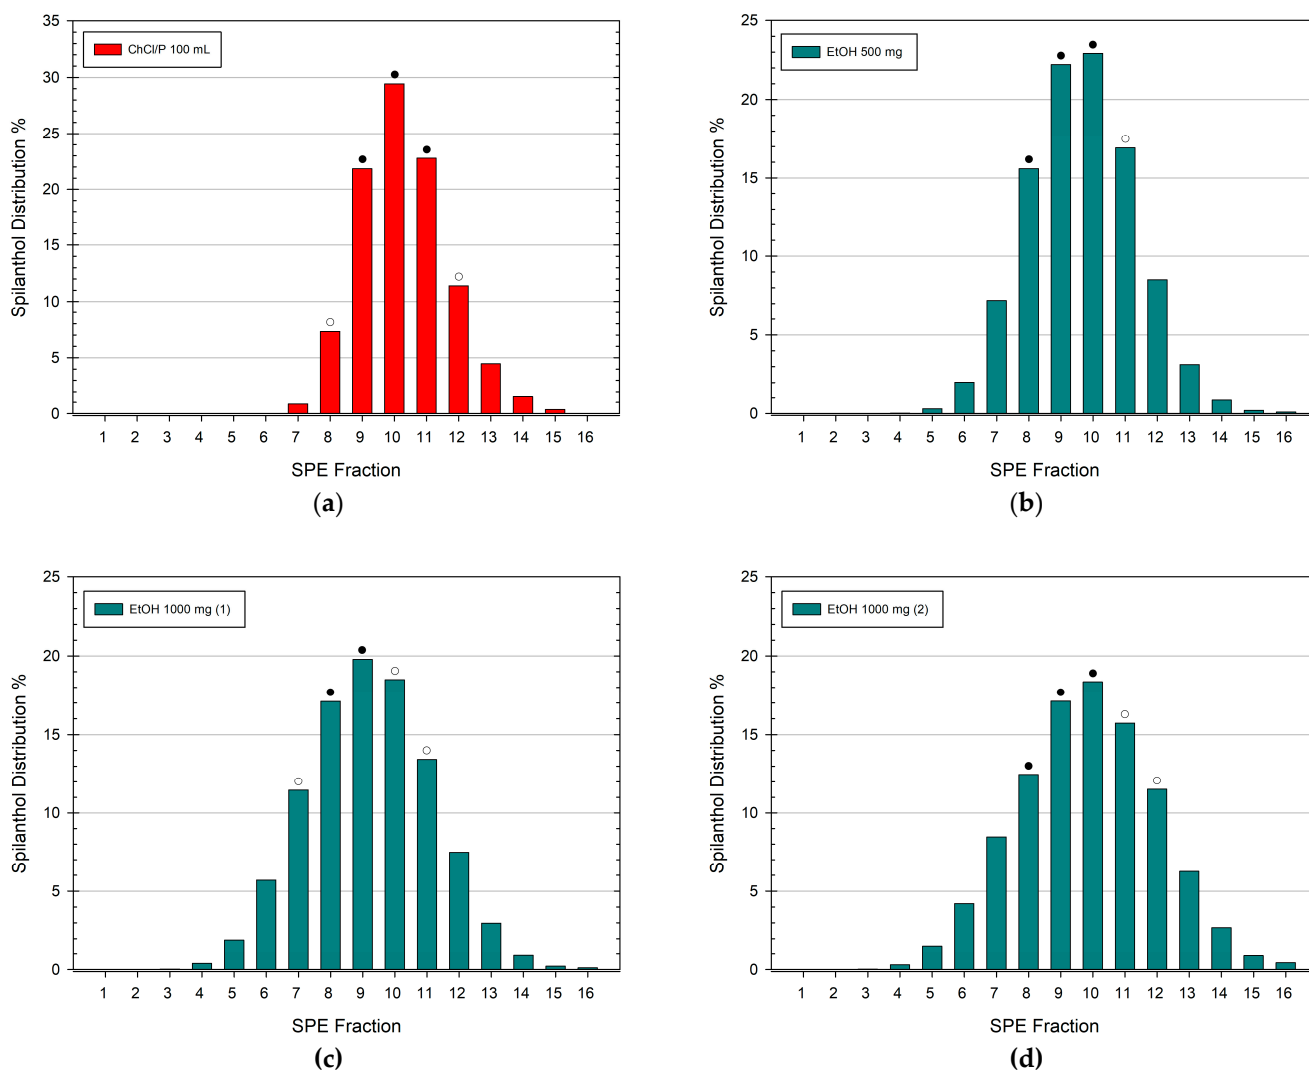 35
30
25
20
15
10
5
0
Spilanthol Distribution %
ChCl/P 100 mL
1 2 3 4 5 6 7 8 9 10 11 12 13 14 15 16
SPE Fraction
(a)
25
20
15
10
5
0
Spilanthol Distribution %
EtOH 500 mg
1 2 3 4 5 6 7 8 9 10 11 12 13 14 15 16
SPE Fraction
(b)
25
20
15
10
5
0
Spilanthol Distribution %
EtOH 1000 mg (1)
1 2 3 4 5 6 7 8 9 10 11 12 13 14 15 16
SPE Fraction
(c)
25
20
15
10
5
0
Spilanthol Distribution %
EtOH 1000 mg (2)
1 2 3 4 5 6 7 8 9 10 11 12 13 14 15 16
SPE Fraction
(d)